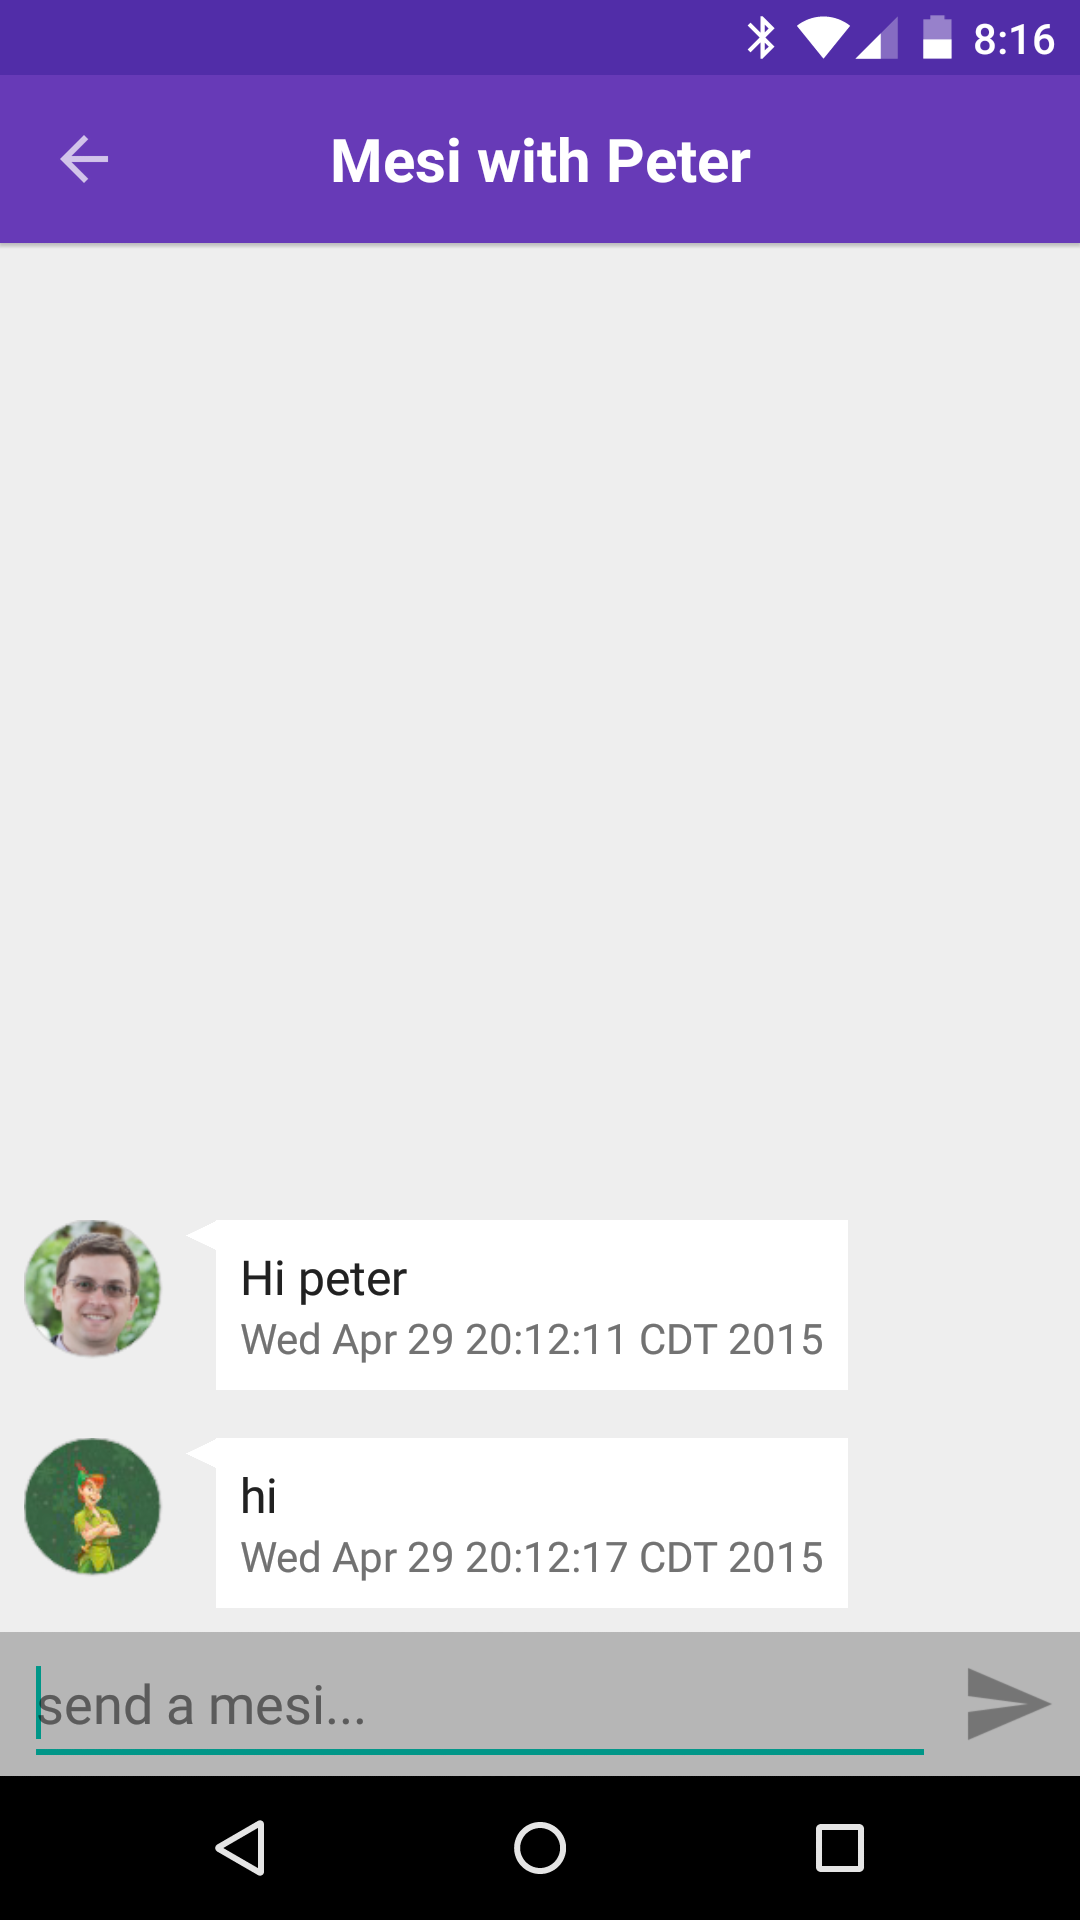 8:16
Mesi with Peter
Hi peter
Wed Apr 29 20:12:11 CDT 2015
hi
Wed Apr 29 20:12:17 CDT 2015
send a mesi...